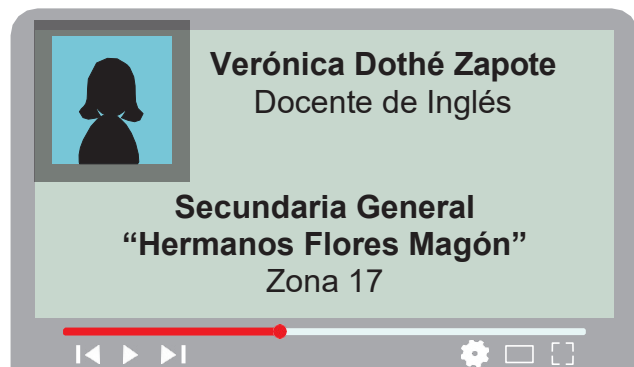 Verónica Dothé Zapote
Docente de Inglés
Secundaria General
“Hermanos Flores Magón”
Zona 17